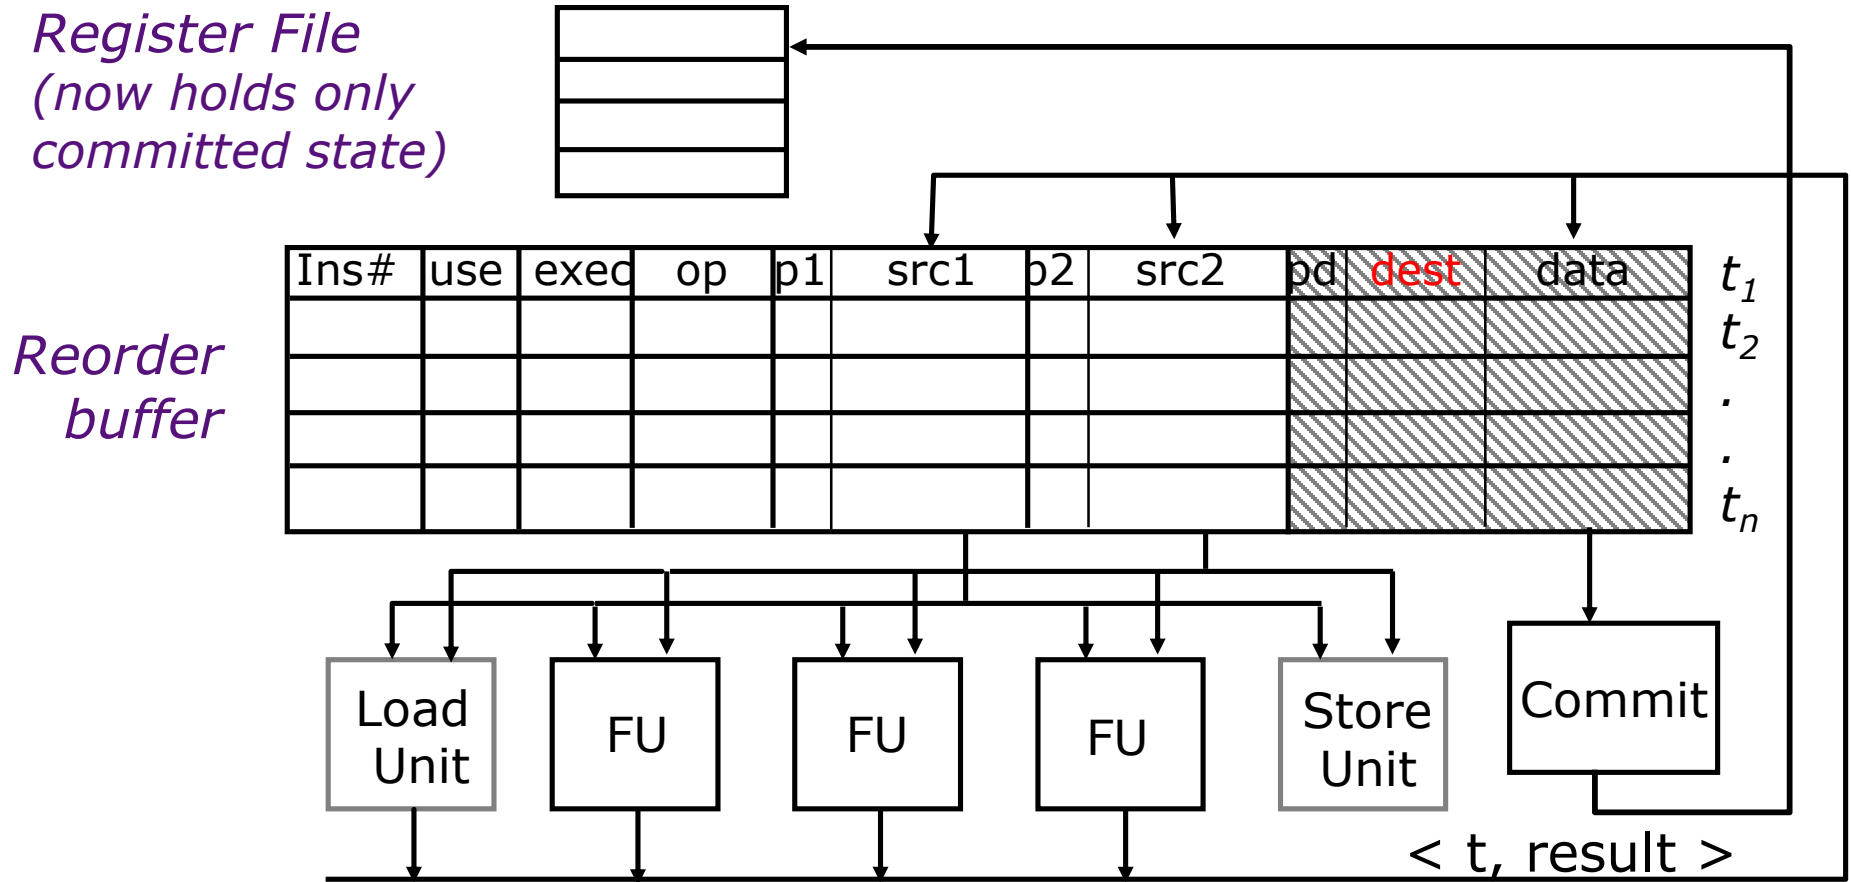 Register File
(now holds only
committed state)
Ins# use exec op p1 src1 p2 src2 pd dest data
t1
t2
.
.
tn
Reorder
buffer
Load
Unit
FU
FU
FU
Store
Unit
Commit
< t, result >